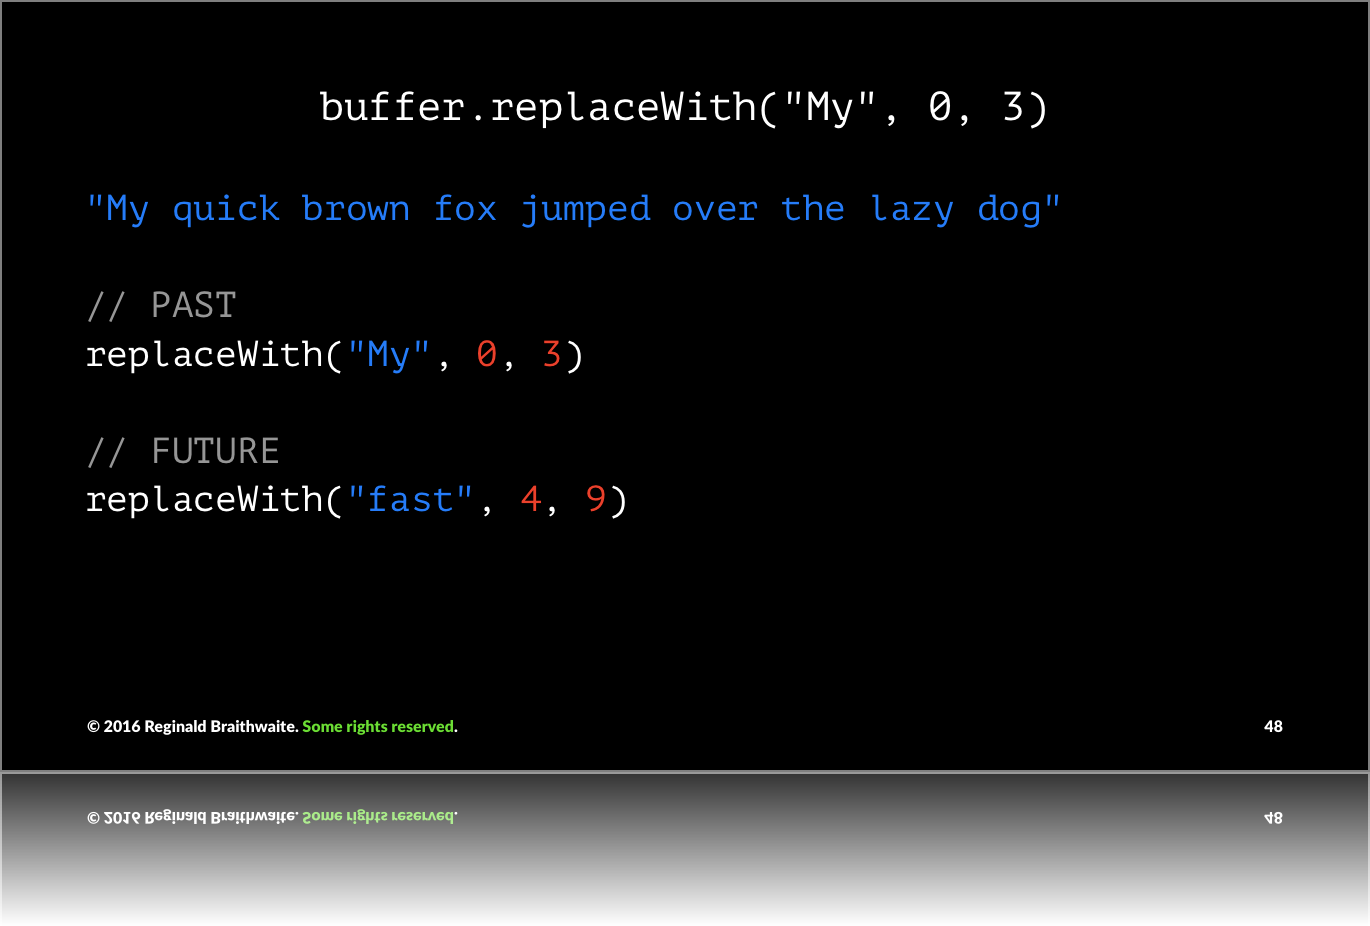 buffer.replaceWith("My", 0, 3)
"My quick brown fox jumped over the lazy dog"
// PAST
replaceWith("My", 0, 3)
// FUTURE
replaceWith("fast", 4, 9)
© 2016 Reginald Braithwaite. Some rights reserved. 48
© 2016 Reginald Braithwaite. Some rights reserved. 48